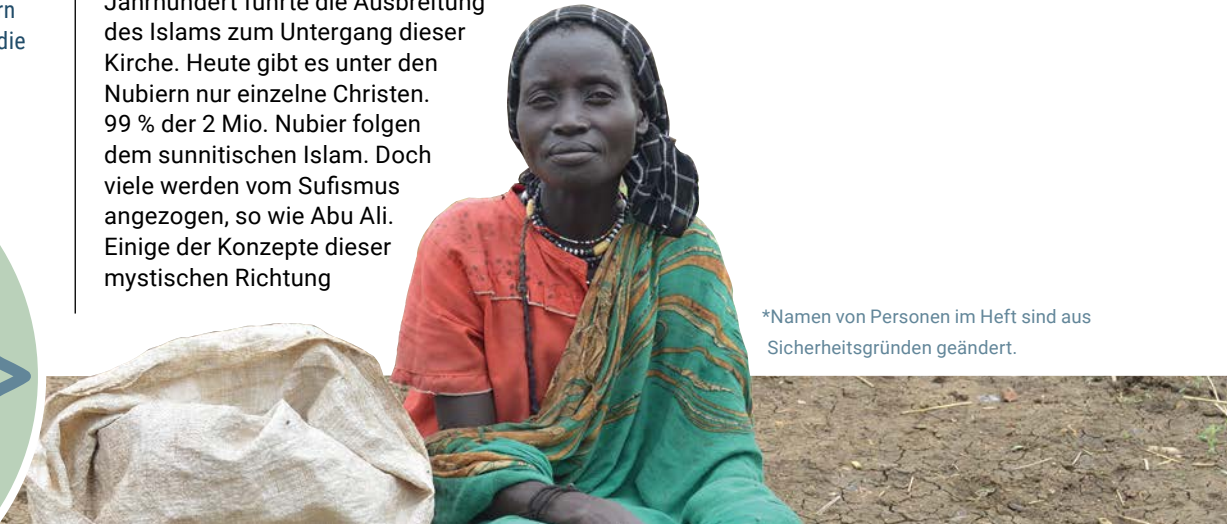 rn
die
Jahrhundert führte die Ausbreitung
des Islams zum Untergang dieser
Kirche. Heute gibt es unter den
Nubiern nur einzelne Christen.
99 % der 2 Mio. Nubier folgen
dem sunnitischen Islam. Doch
viele werden vom Sufismus
angezogen, so wie Abu Ali.
Einige der Konzepte dieser
mystischen Richtung
*Namen von Personen im Heft sind aus
Sicherheitsgründen geändert.